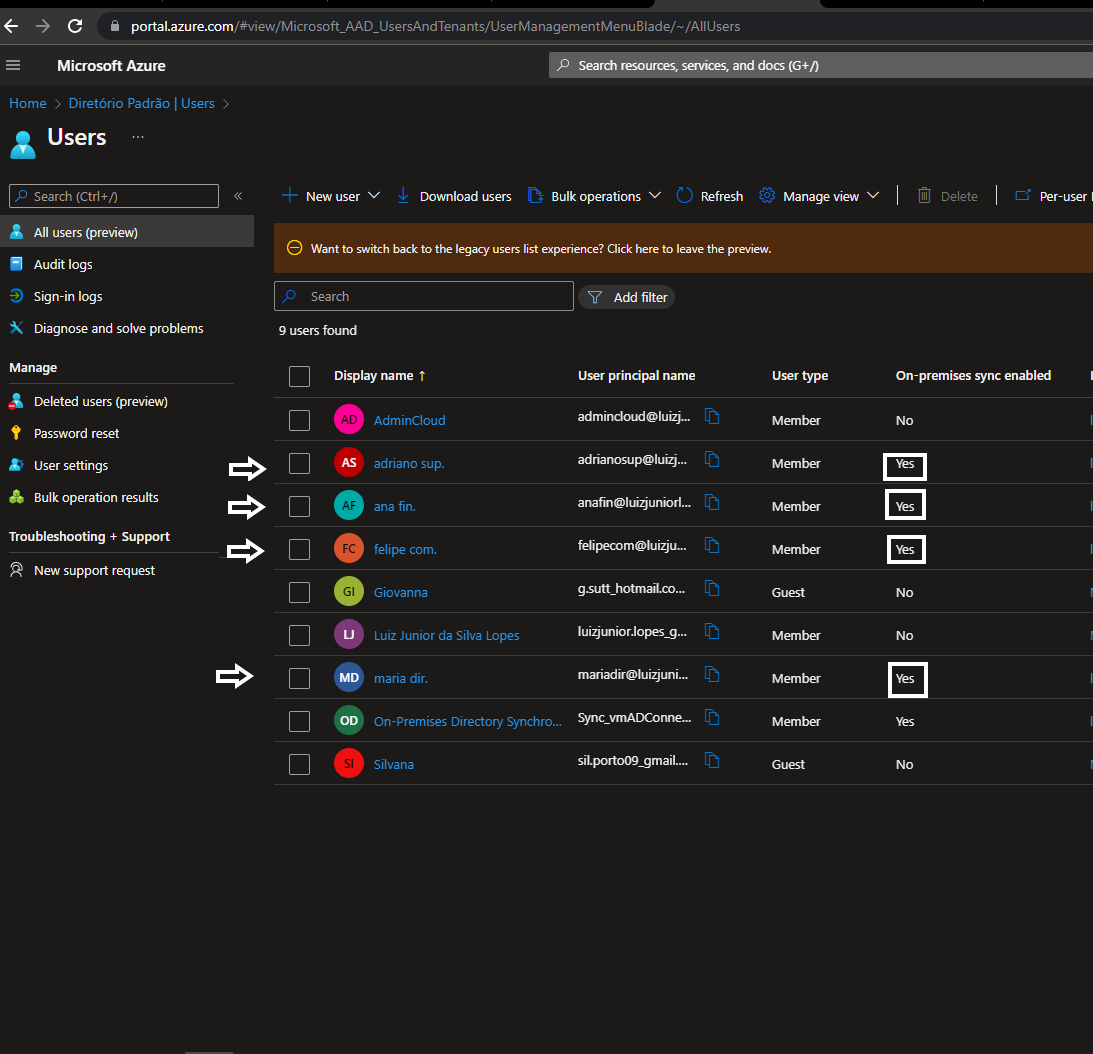 portal.azure.com/#view/Microsoft_AAD_UsersAndTenants/UserManagementMenuBlade/~/AllUsers
Microsoft Azure
Search resources, services, and docs (G+/)
Home > Diretório Padrão | Users >
Users ...
Search (Ctrl+/) «
New user Download users Bulk operations Refresh Manage view Delete Per-user
All users (preview)
Audit logs
Sign-in logs
Diagnose and solve problems
Manage
Deleted users (preview)
Password reset
User settings
Bulk operation results
Troubleshooting + Support
New support request
Want to switch back to the legacy users list experience? Click here to leave the preview.
Search Add filter
9 users found
Display name ↑ User principal name User type On-premises sync enabled
AD AdminCloud admincloud@luizj... Member No
AS adriano sup. adrianosup@luizj... Member Yes
AF ana fin. anafin@luizjuniorl... Member Yes
FC felipe com. felipecom@luizju... Member Yes
GI Giovanna g.sutt_hotmail.co... Guest No
LJ Luiz Junior da Silva Lopes luizjunior.lopes_g... Member No
MD maria dir. mariadir@luizjuni... Member Yes
OD On-Premises Directory Synchro... Sync_vmADConne... Member Yes
SI Silvana sil.porto09_gmail.... Guest No